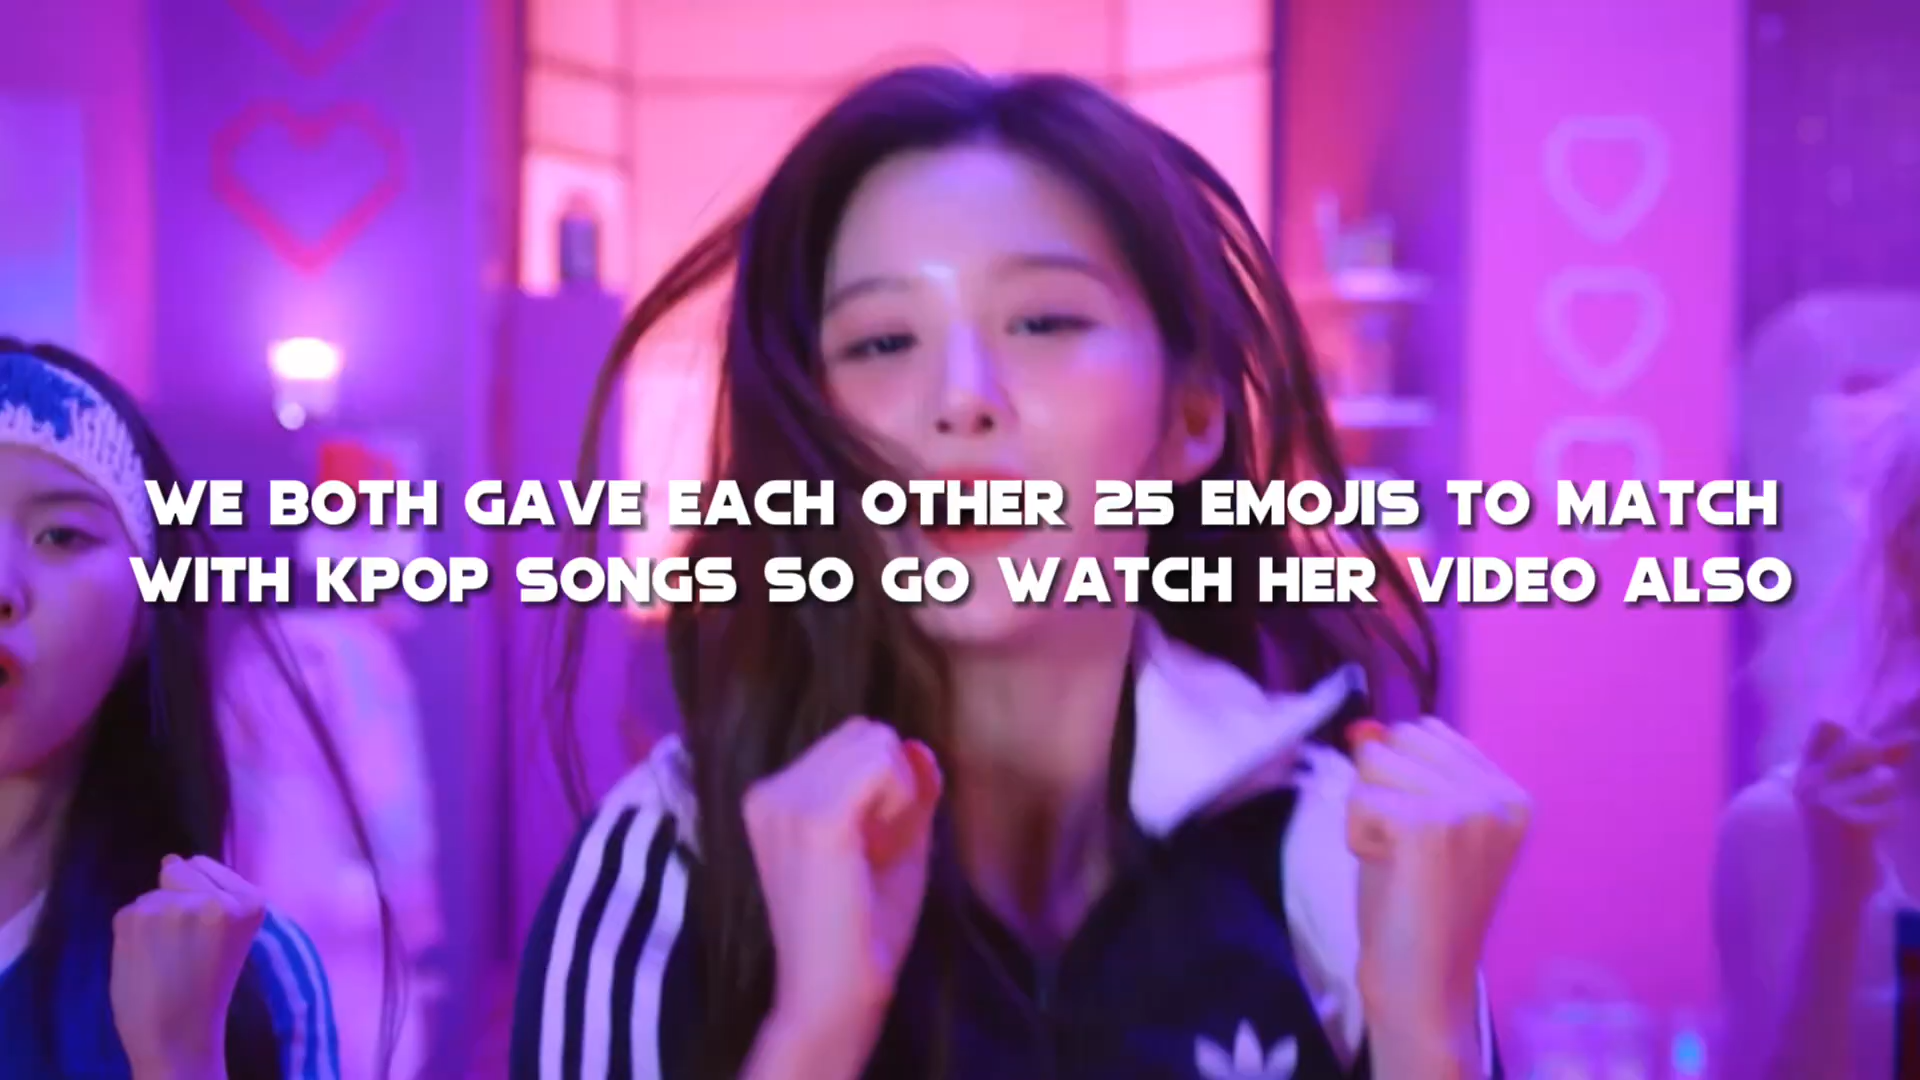 WE BOTH GAVE EACH OTHER 25 EMOJIS TO MATCH
WITH KPOP SONGS SO GO WATCH HER VIDEO ALSO